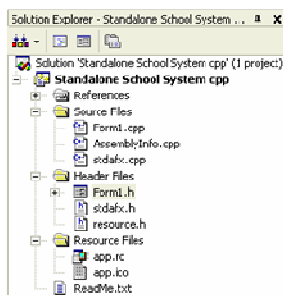 Solution Explorer - Standalone School System ...
Solution 'Standalone School System cpp' (1 project)
Standalone School System cpp
References
Source Files
Form1.cpp
AssemblyInfo.cpp
stdafx.cpp
Header Files
Form1.h
stdafx.h
resource.h
Resource Files
app.rc
app.ico
ReadMe.txt